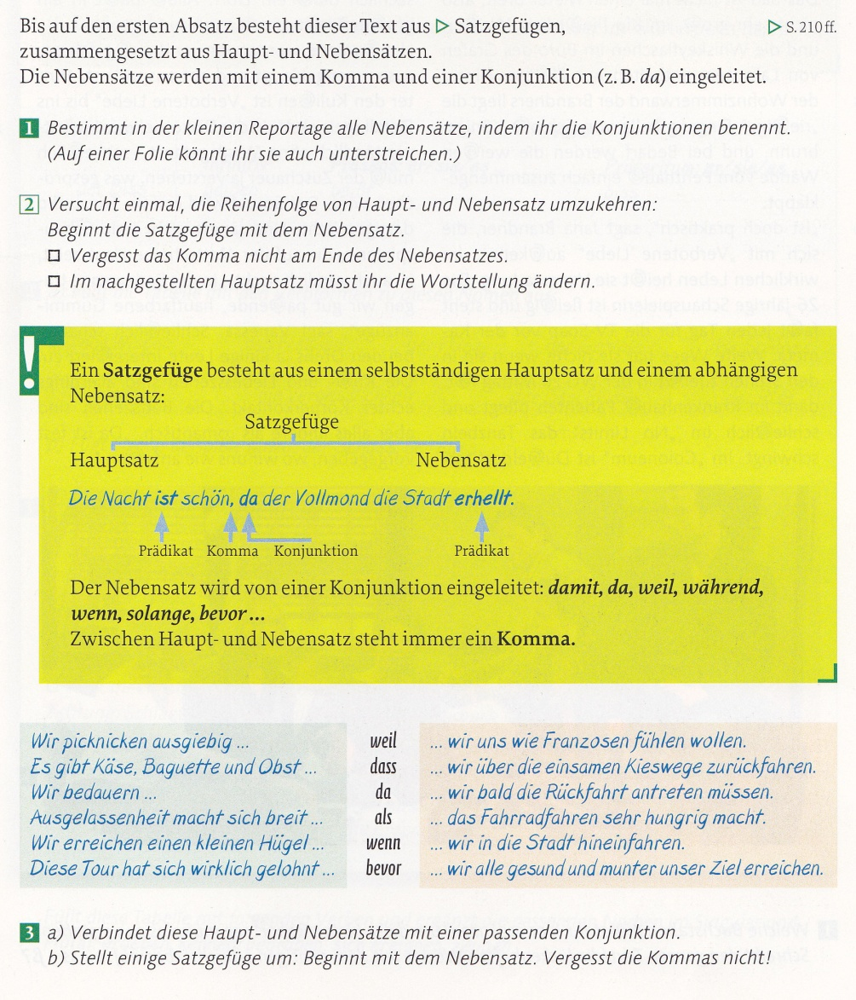 Bis auf den ersten Absatz besteht dieser Text aus ▷ Satzgefügen,
▷ S. 210 ff.
zusammengesetzt aus Haupt- und Nebensätzen.
Die Nebensätze werden mit einem Komma und einer Konjunktion (z. B. da) eingeleitet.
1 Bestimmt in der kleinen Reportage alle Nebensätze, indem ihr die Konjunktionen benennt.
(Auf einer Folie könnt ihr sie auch unterstreichen.)
2 Versucht einmal, die Reihenfolge von Haupt- und Nebensatz umzukehren:
Beginnt die Satzgefüge mit dem Nebensatz.
□ Vergesst das Komma nicht am Ende des Nebensatzes.
□ Im nachgestellten Hauptsatz müsst ihr die Wortstellung ändern.
!
Ein Satzgefüge besteht aus einem selbstständigen Hauptsatz und einem abhängigen
Nebensatz:
Satzgefüge
Hauptsatz Nebensatz
Die Nacht ist schön, da der Vollmond die Stadt erhellt.
Prädikat Komma Konjunktion Prädikat
Der Nebensatz wird von einer Konjunktion eingeleitet: damit, da, weil, während,
wenn, solange, bevor ...
Zwischen Haupt- und Nebensatz steht immer ein Komma.
Wir picknicken ausgiebig ... weil ... wir uns wie Franzosen fühlen wollen.
Es gibt Käse, Baguette und Obst ... dass ... wir über die einsamen Kieswege zurückfahren.
Wir bedauern ... da ... wir bald die Rückfahrt antreten müssen.
Ausgelassenheit macht sich breit ... als ... das Fahrradfahren sehr hungrig macht.
Wir erreichen einen kleinen Hügel ... wenn ... wir in die Stadt hineinfahren.
Diese Tour hat sich wirklich gelohnt ... bevor ... wir alle gesund und munter unser Ziel erreichen.
3 a) Verbindet diese Haupt- und Nebensätze mit einer passenden Konjunktion.
b) Stellt einige Satzgefüge um: Beginnt mit dem Nebensatz. Vergesst die Kommas nicht!